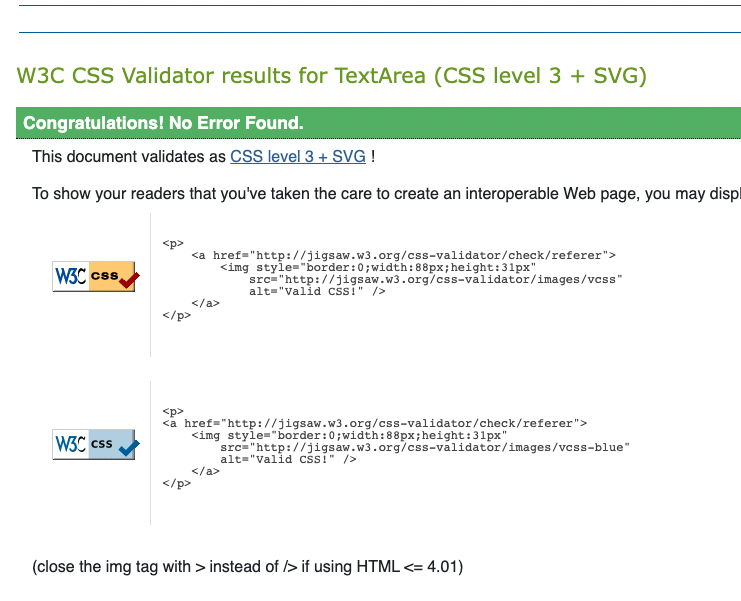 W3C CSS Validator results for TextArea (CSS level 3 + SVG)
Congratulations! No Error Found.
This document validates as CSS level 3 + SVG !
To show your readers that you've taken the care to create an interoperable Web page, you may displ
<p>
<a href="http://jigsaw.w3.org/css-validator/check/referer">
<img style="border:0;width:88px;height:31px"
src="http://jigsaw.w3.org/css-validator/images/vcss"
alt="Valid CSS!" />
</a>
</p>
W3C css
<p>
<a href="http://jigsaw.w3.org/css-validator/check/referer">
<img style="border:0;width:88px;height:31px"
src="http://jigsaw.w3.org/css-validator/images/vcss-blue"
alt="Valid CSS!" />
</a>
</p>
W3C css
(close the img tag with > instead of /> if using HTML <= 4.01)